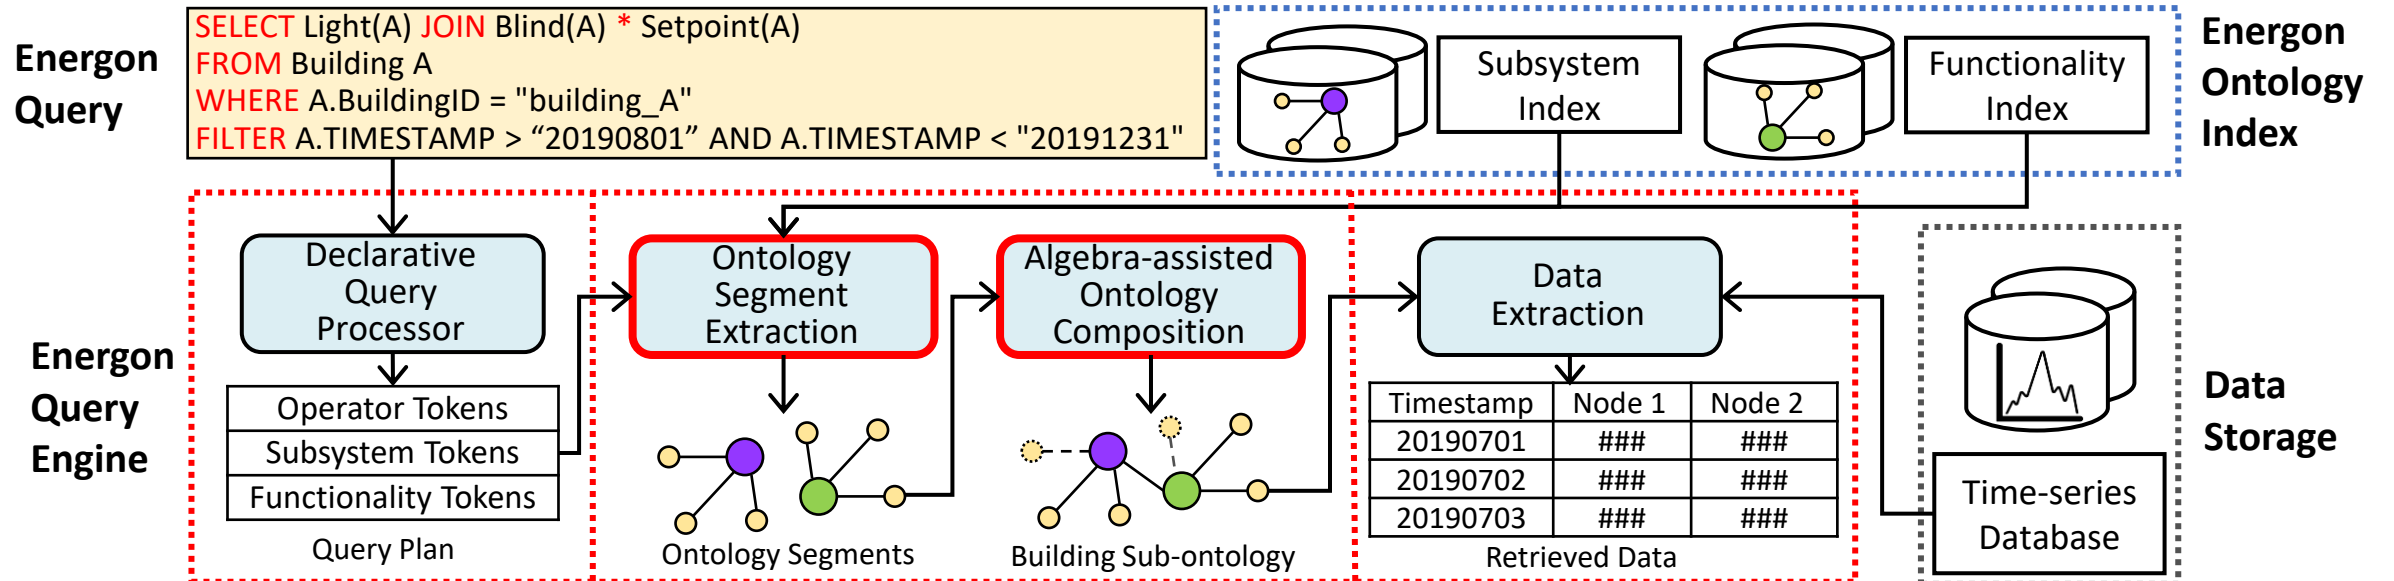 Energon
Query
SELECT Light(A) JOIN Blind(A) * Setpoint(A)
FROM Building A
WHERE A.BuildingID = "building_A"
FILTER A.TIMESTAMP > “20190801” AND A.TIMESTAMP < "20191231"
Subsystem
Index
Functionality
Index
Energon
Ontology
Index
Energon
Query
Engine
Declarative
Query
Processor
Operator Tokens
Subsystem Tokens
Functionality Tokens
Query Plan
Ontology
Segment
Extraction
Ontology Segments
Algebra-assisted
Ontology
Composition
Building Sub-ontology
Data
Extraction
Timestamp Node 1 Node 2
20190701 ### ###
20190702 ### ###
20190703 ### ###
Retrieved Data
Time-series
Database
Data
Storage